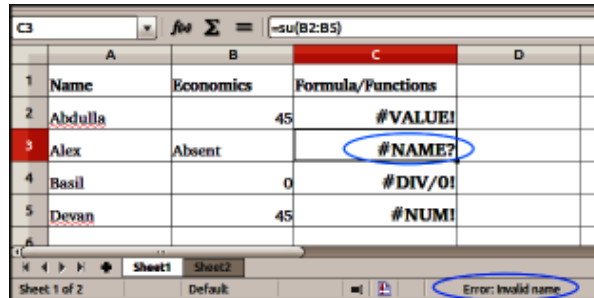 C3 f(x) Σ = =su(B2:B5)
A B C D
1 Name Economics Formula/Functions
2 Abdulla 45 #VALUE!
3 Alex Absent #NAME?
4 Basil 0 #DIV/0!
5 Devan 45 #NUM!
6
Sheet1 Sheet2
Sheet 1 of 2 Default Error: Invalid name